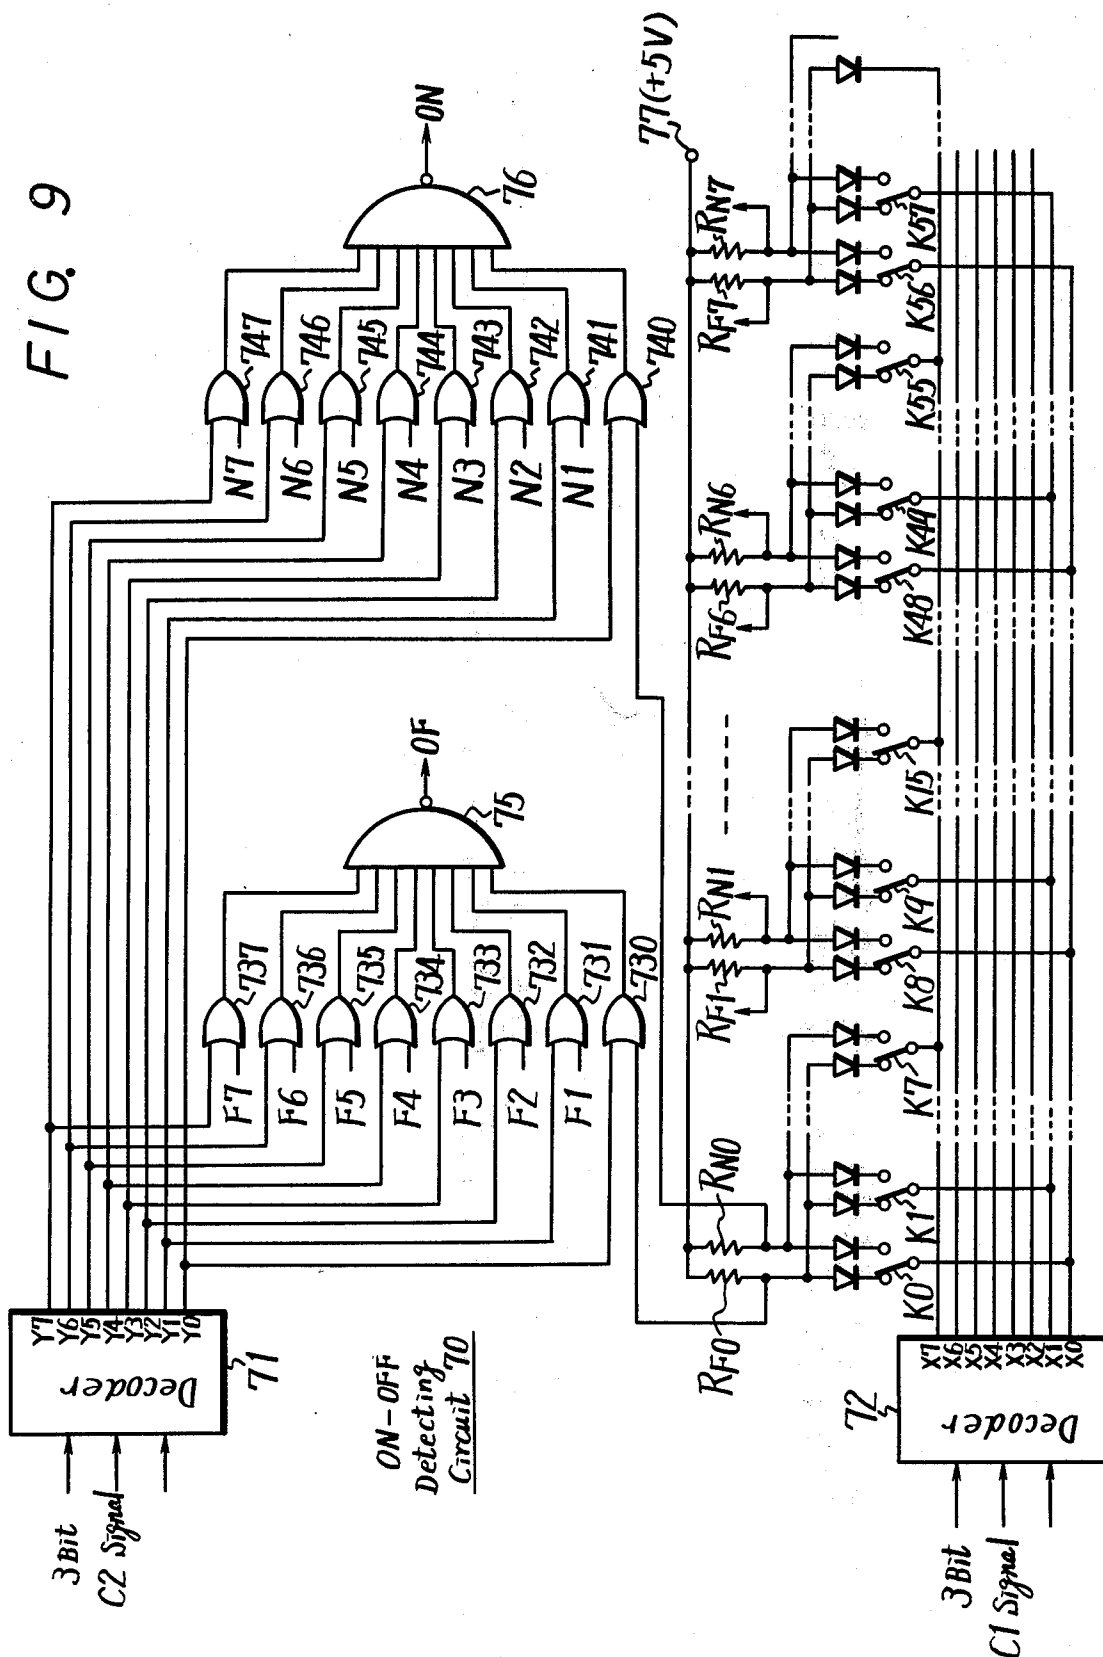 FIG. 9
3 Bit
C2 Signal
Decoder
71
Y7
Y6
Y5
Y4
Y3
Y2
Y1
Y0
ON-OFF
Detecting
Circuit 70
F7
F6
F5
F4
F3
F2
F1
737
736
735
734
733
732
731
730
75
OF
N7
N6
N5
N4
N3
N2
N1
747
746
745
744
743
742
741
740
76
ON
77(+5V)
RF0
RN0
RF1
RN1
RF6
RN6
RF7
RN7
K0
K1
K7
K8
K9
K15
K48
K49
K55
K56
K57
3 Bit
C1 Signal
Decoder
72
X7
X6
X5
X4
X3
X2
X1
X0